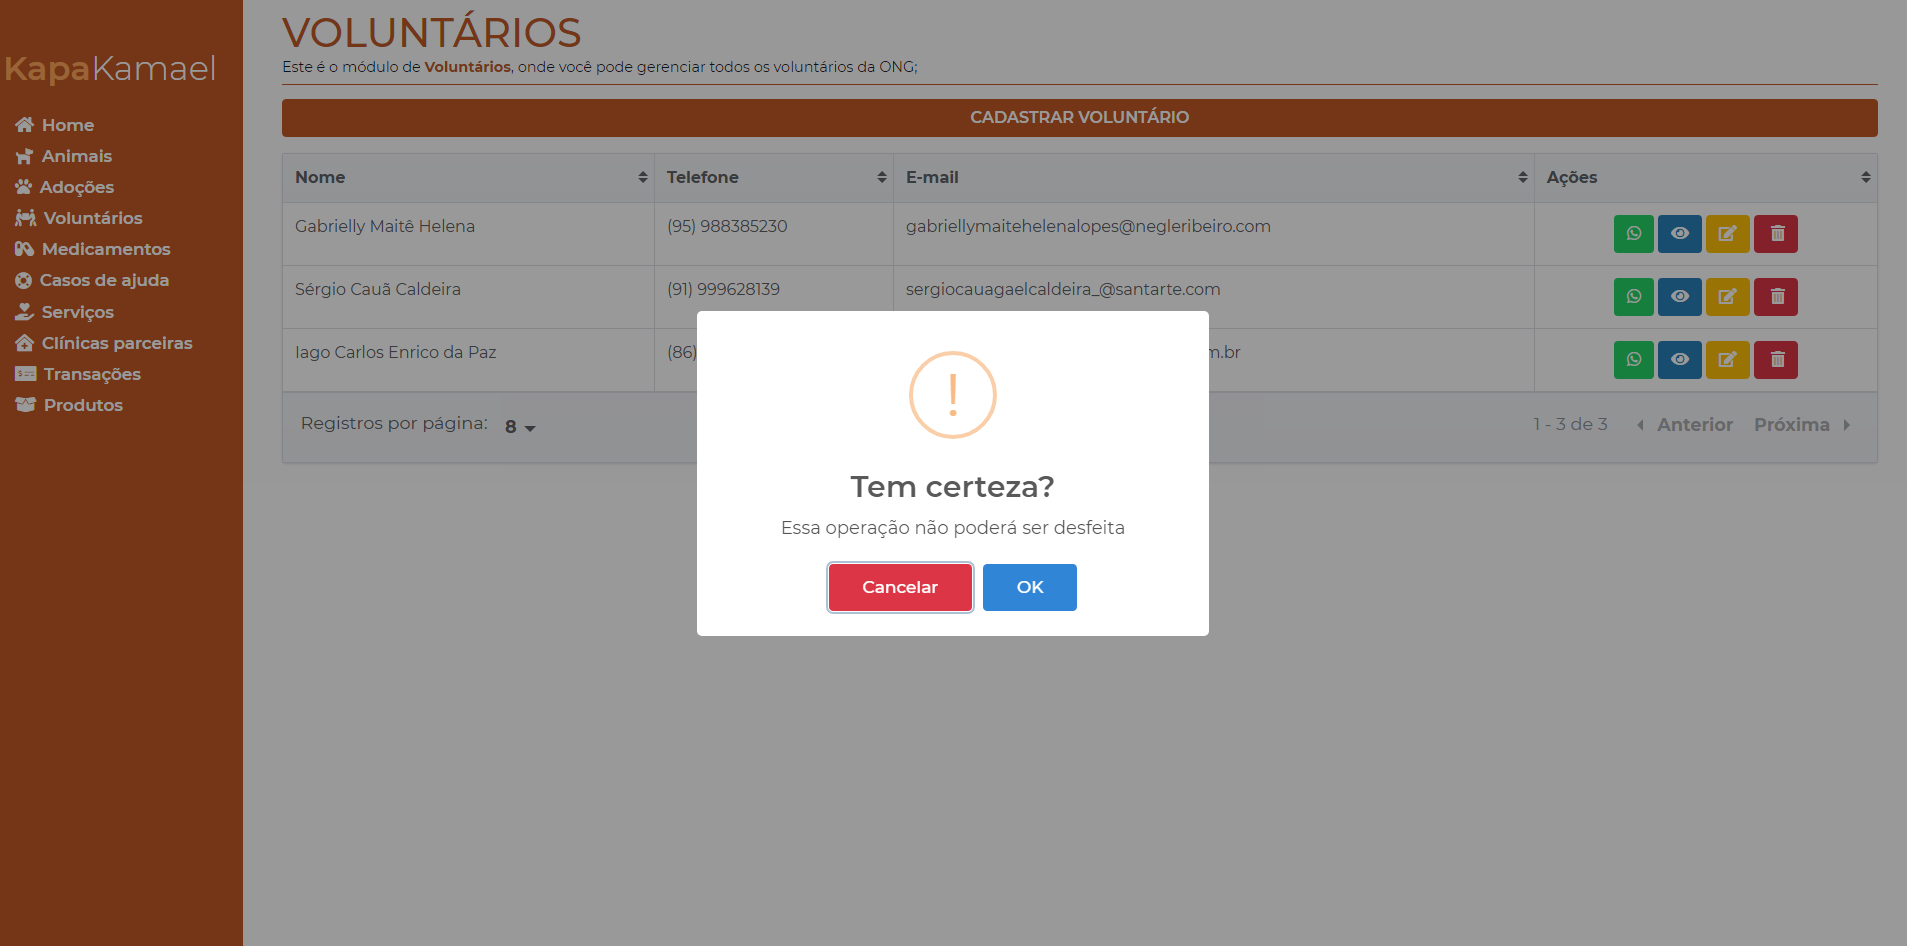 KapaKamael
Home
Animais
Adoções
Voluntários
Medicamentos
Casos de ajuda
Serviços
Clínicas parceiras
Transações
Produtos
VOLUNTÁRIOS
Este é o módulo de Voluntários, onde você pode gerenciar todos os voluntários da ONG;
CADASTRAR VOLUNTÁRIO
Nome Telefone E-mail Ações
Gabrielly Maitê Helena (95) 988385230 gabriellymaitehelenalopes@negleribeiro.com
Sérgio Cauã Caldeira (91) 999628139 sergiocauagaelcaldeira_@santarte.com
Iago Carlos Enrico da Paz (86)
Registros por página: 8 1 - 3 de 3 Anterior Próxima
!
Tem certeza?
Essa operação não poderá ser desfeita
Cancelar OK